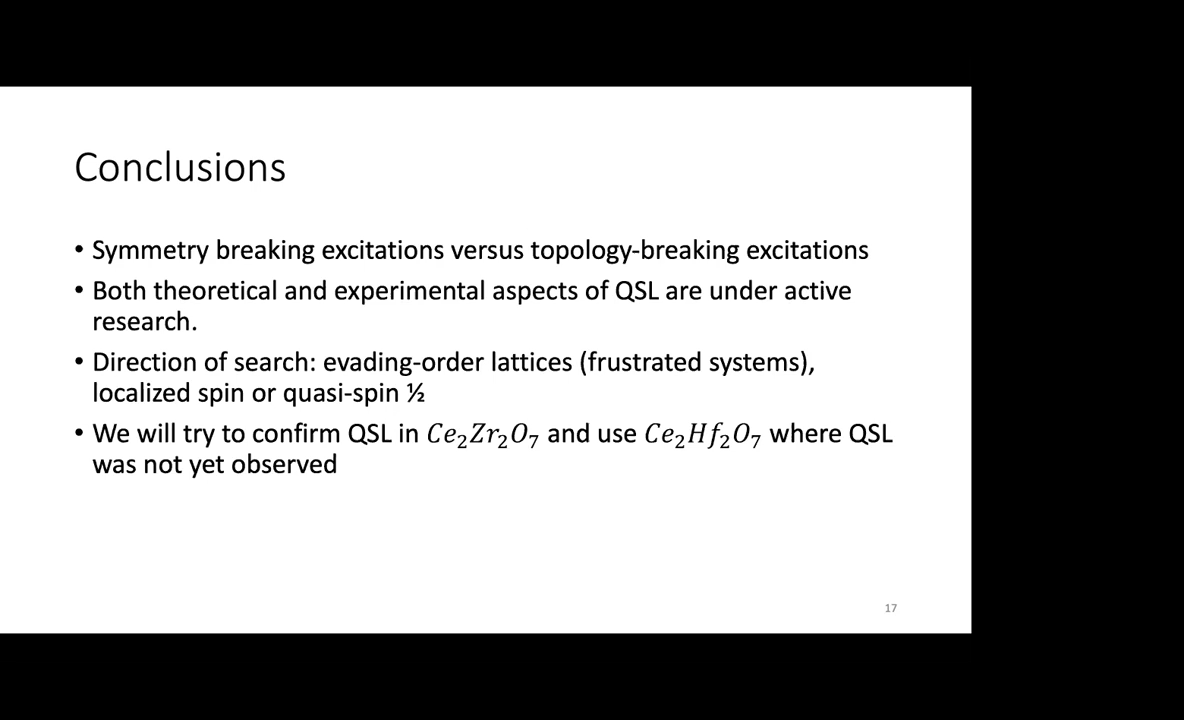 Conclusions
• Symmetry breaking excitations versus topology-breaking excitations
• Both theoretical and experimental aspects of QSL are under active
research.
• Direction of search: evading-order lattices (frustrated systems),
localized spin or quasi-spin ½
• We will try to confirm QSL in Ce₂Zr₂O₇ and use Ce₂Hf₂O₇ where QSL
was not yet observed
17